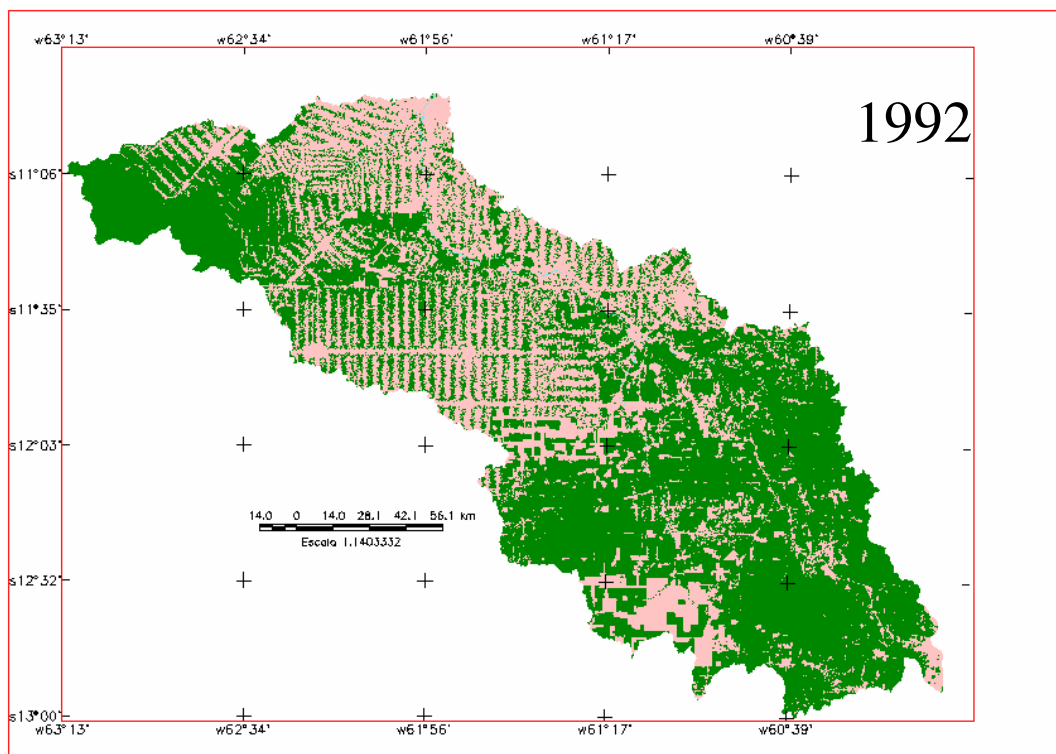 w63°13' w62°34' w61°56' w61°17' w60°39'
1992
s11°06'
s11°35'
s12°03'
14.0 0 14.0 28.1 42.1 56.1 km
Escala 1.1403332
s12°32'
s13°00'
w63°13' w62°34' w61°56' w61°17' w60°39'